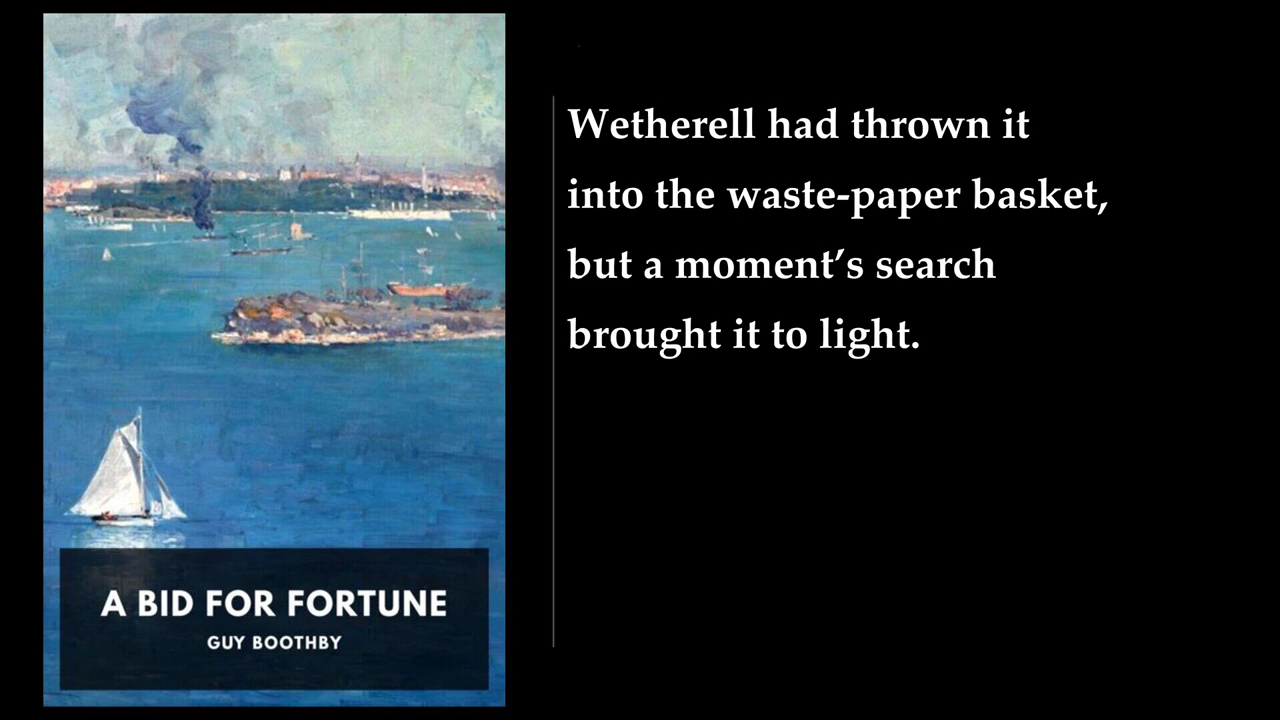 Wetherell had thrown it
into the waste-paper basket,
but a moment’s search
brought it to light.
A BID FOR FORTUNE
GUY BOOTHBY